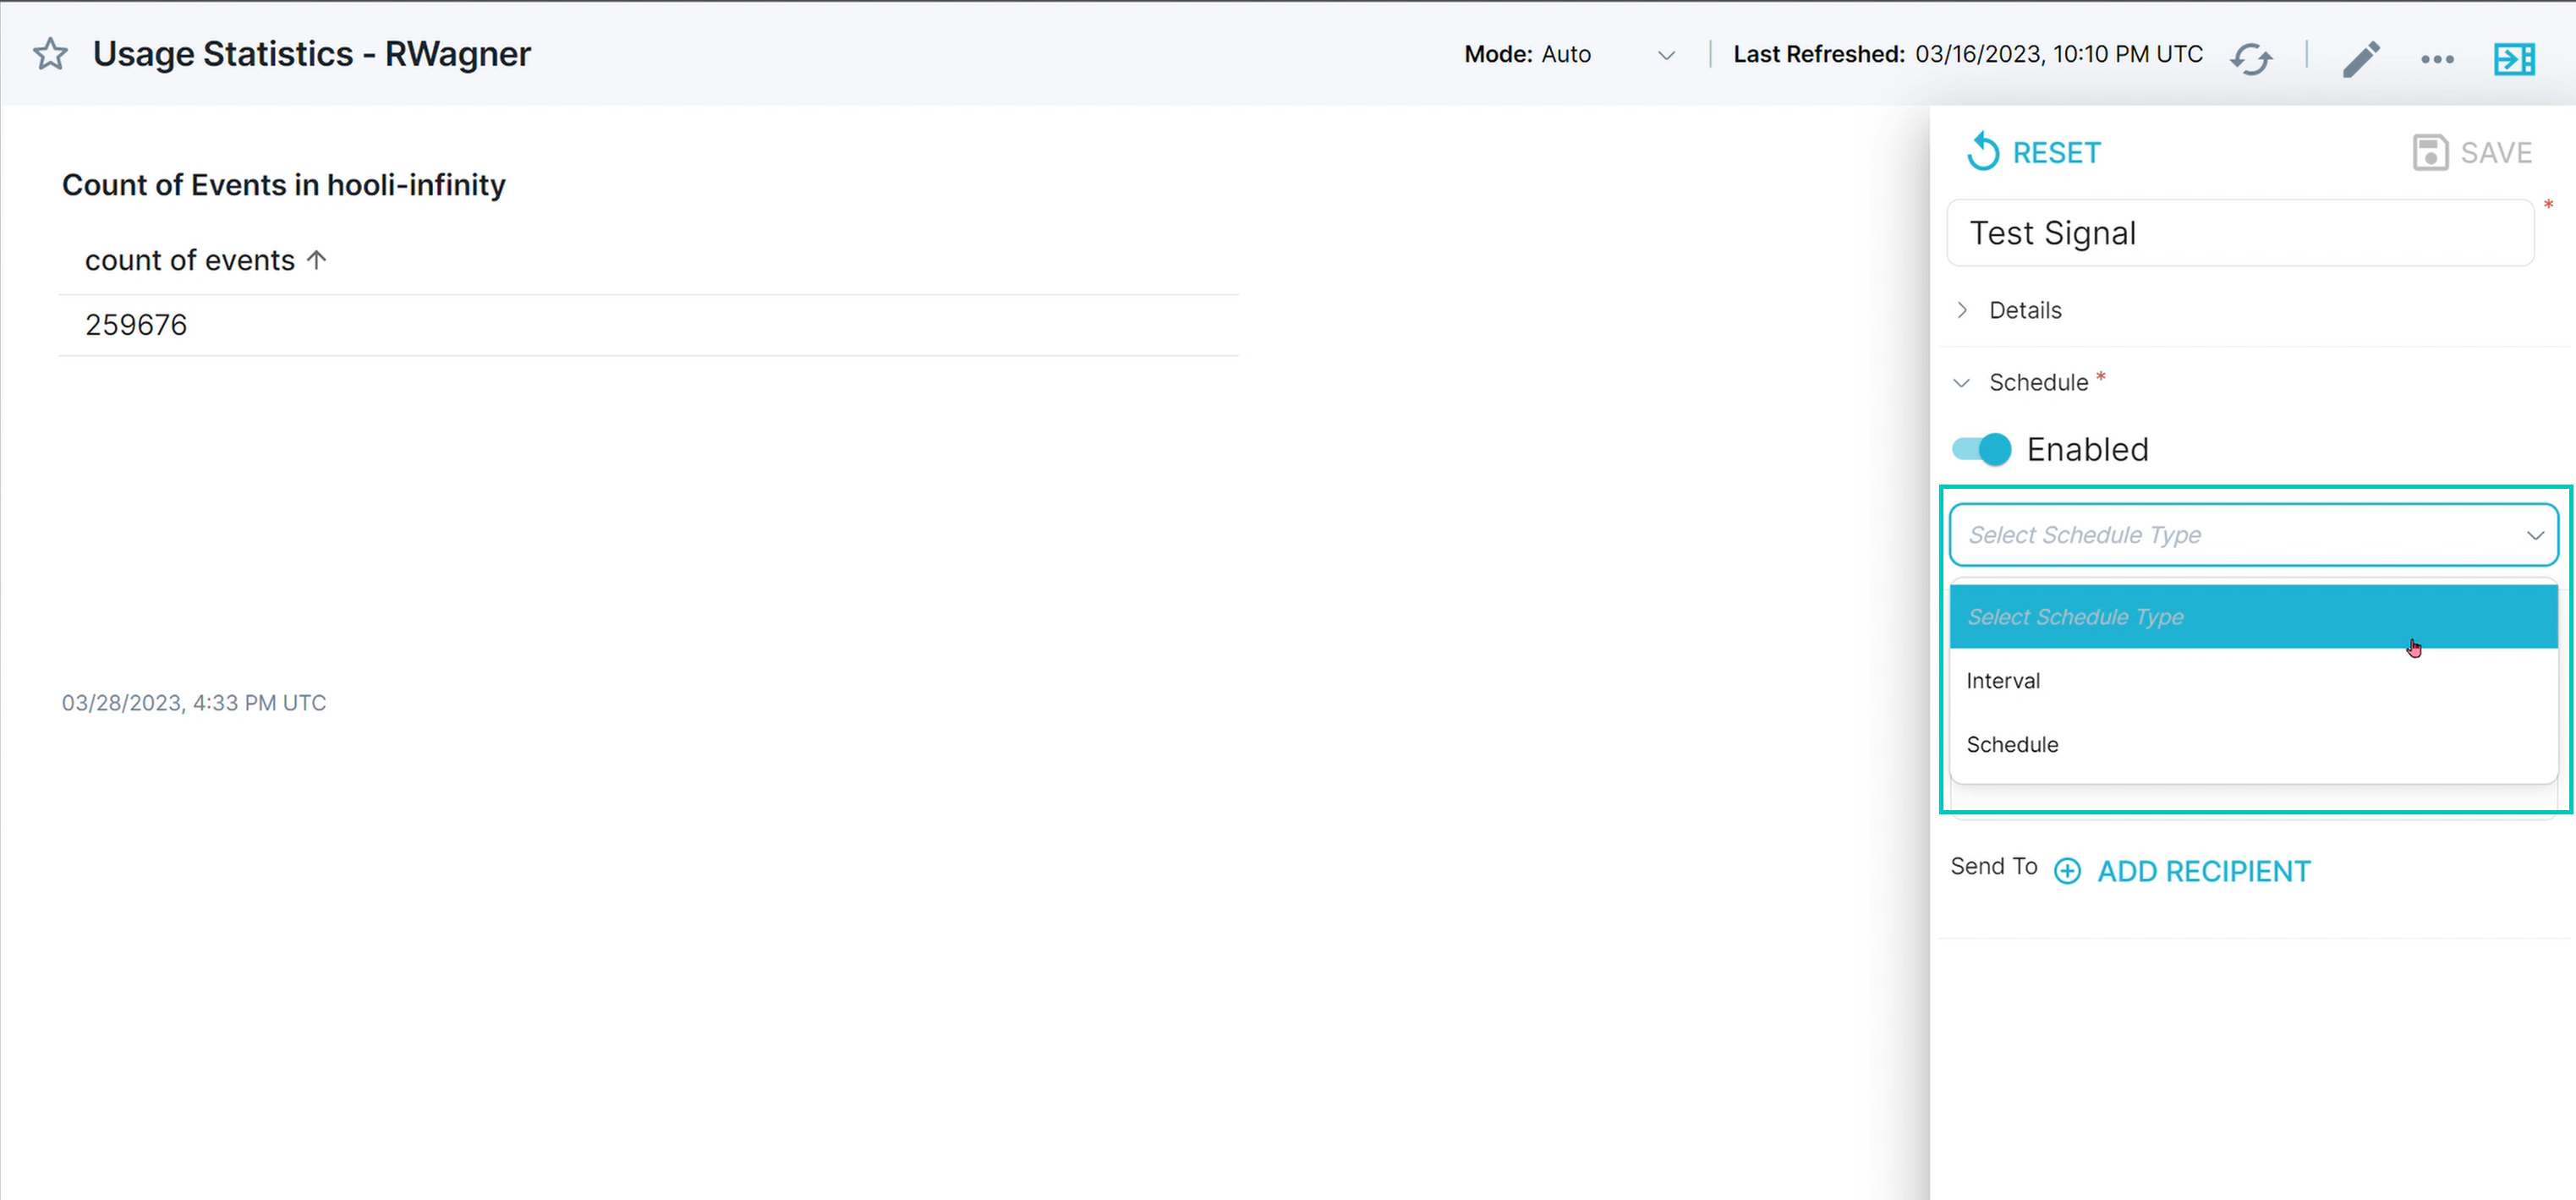 Usage Statistics - RWagner
Mode: Auto
Last Refreshed: 03/16/2023, 10:10 PM UTC
Count of Events in hooli-infinity
count of events ↑
259676
03/28/2023, 4:33 PM UTC
RESET
SAVE
Test Signal *
Details
Schedule *
Enabled
Select Schedule Type
Select Schedule Type
Interval
Schedule
Send To ADD RECIPIENT